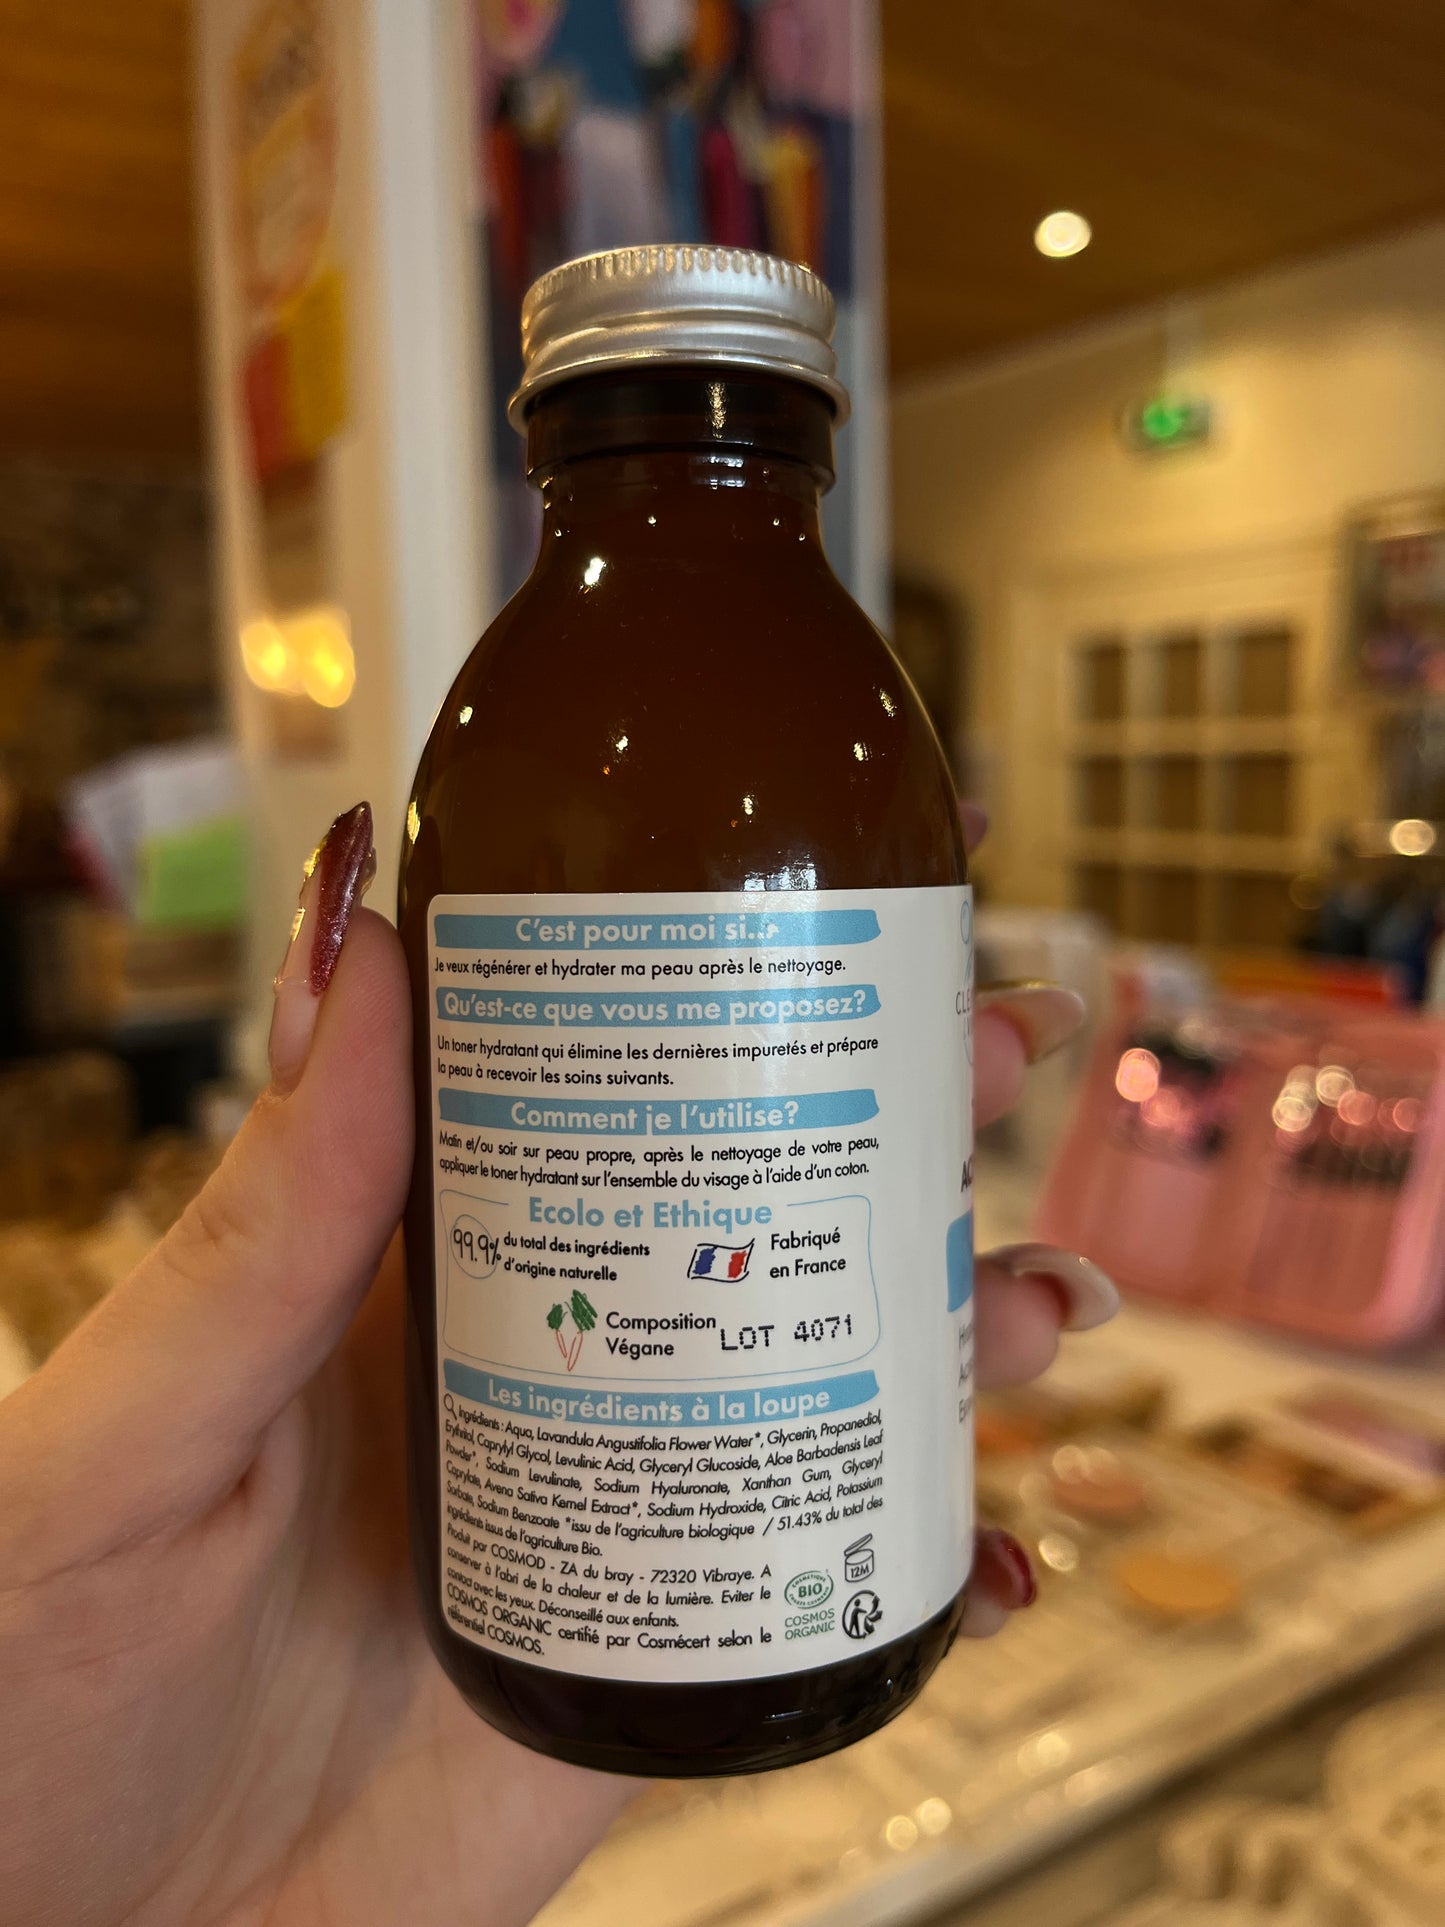 C'est pour moi si...
Je veux régénérer et hydrater ma peau après le nettoyage.
Qu'est-ce que vous me proposez?
Un toner hydratant qui élimine les dernières impuretés et prépare
la peau à recevoir les soins suivants.
Comment je l'utilise?
Matin et/ou soir sur peau propre, après le nettoyage de votre peau,
appliquer le toner hydratant sur l'ensemble du visage à l'aide d'un coton.
Ecolo et Ethique
99.9% du total des ingrédients
d'origine naturelle
Fabriqué
en France
Composition
Végane
LOT 4071
Les ingrédients à la loupe
Ingrédients : Aqua, Lavandula Angustifolia Flower Water*, Glycerin, Propanediol,
Erythritol, Caprylyl Glycol, Levulinic Acid, Glyceryl Glucoside, Aloe Barbadensis Leaf
Powder*, Sodium Levulinate, Sodium Hyaluronate, Xanthan Gum, Glyceryl
Caprylate, Avena Sativa Kernel Extract*, Sodium Hydroxide, Citric Acid, Potassium
Sorbate, Sodium Benzoate *issu de l'agriculture biologique / 51.43% du total des
ingrédients issus de l'agriculture Bio.
Produit par COSMOD - ZA du bray - 72320 Vibraye. A
conserver à l'abri de la chaleur et de la lumière. Eviter le
contact avec les yeux. Déconseillé aux enfants.
COSMOS ORGANIC certifié par Cosmécert selon le
référentiel COSMOS.
COSMÉTIQUE
BIO
COSMOS
ORGANIC
12M